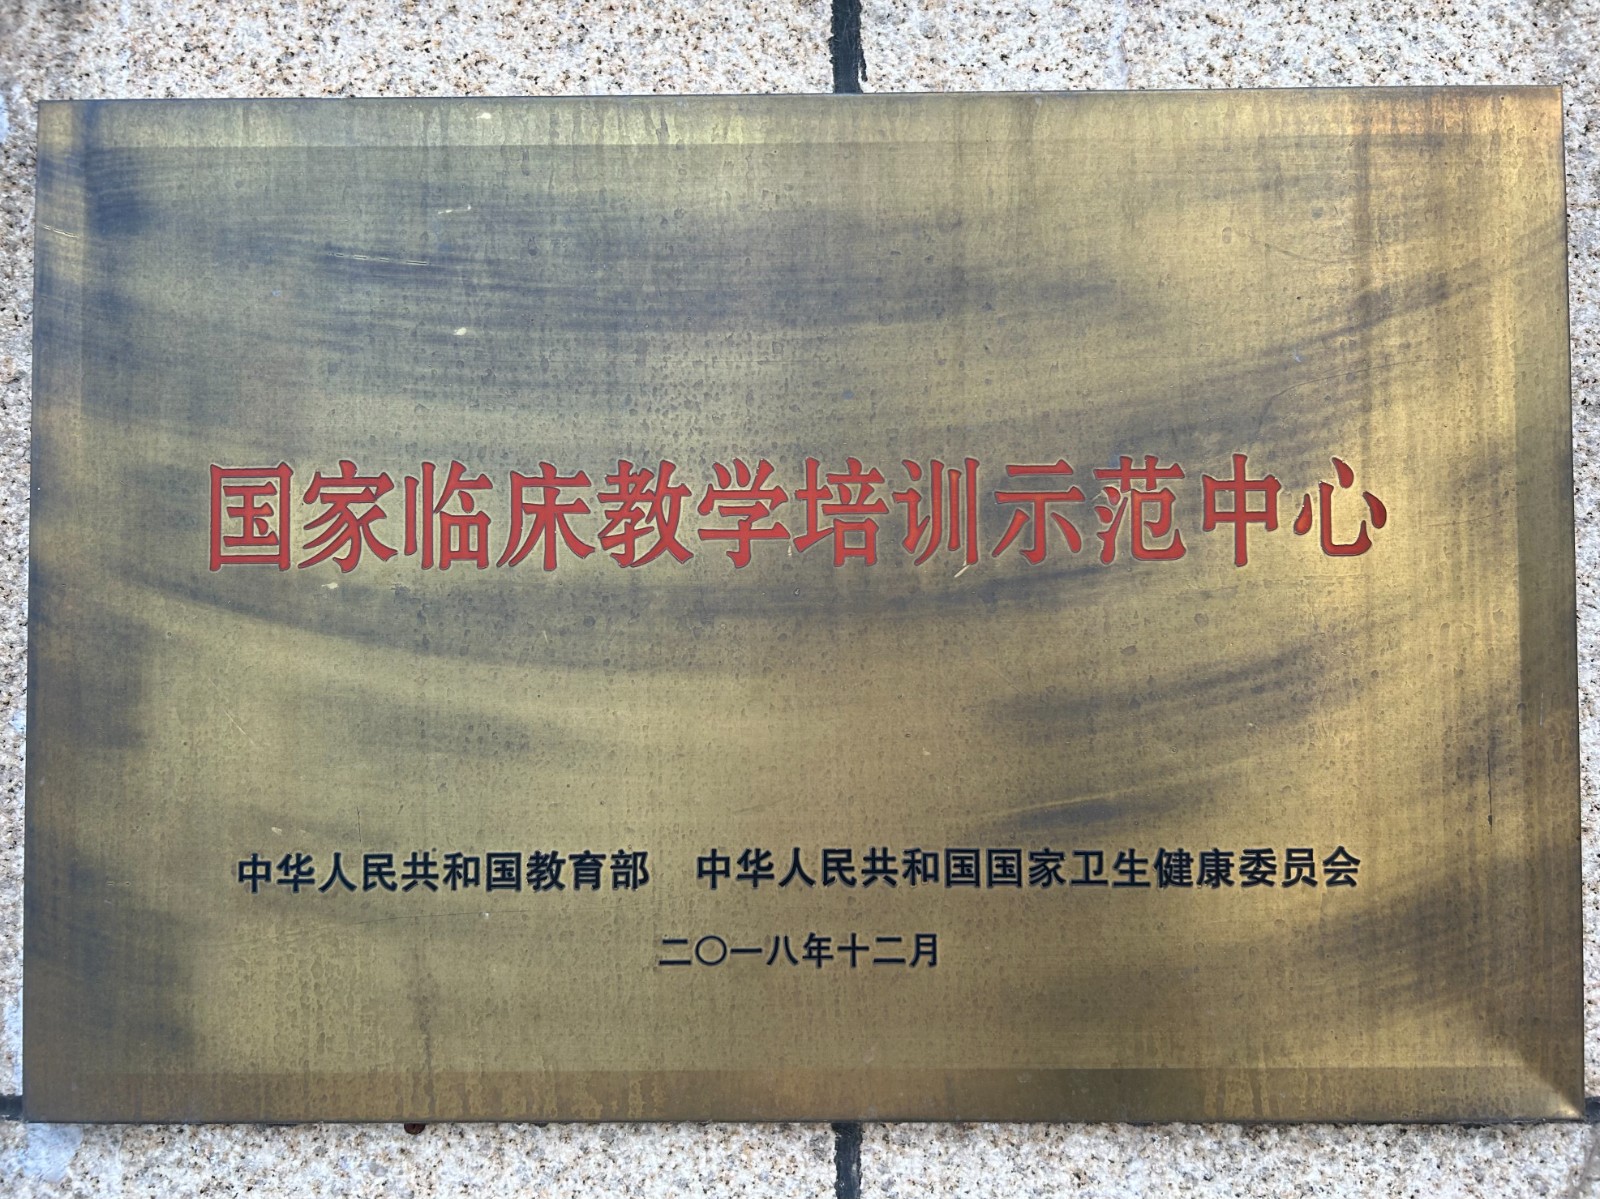 国家临床教学培训示范中心
中华人民共和国教育部 中华人民共和国国家卫生健康委员会
二〇一八年十二月